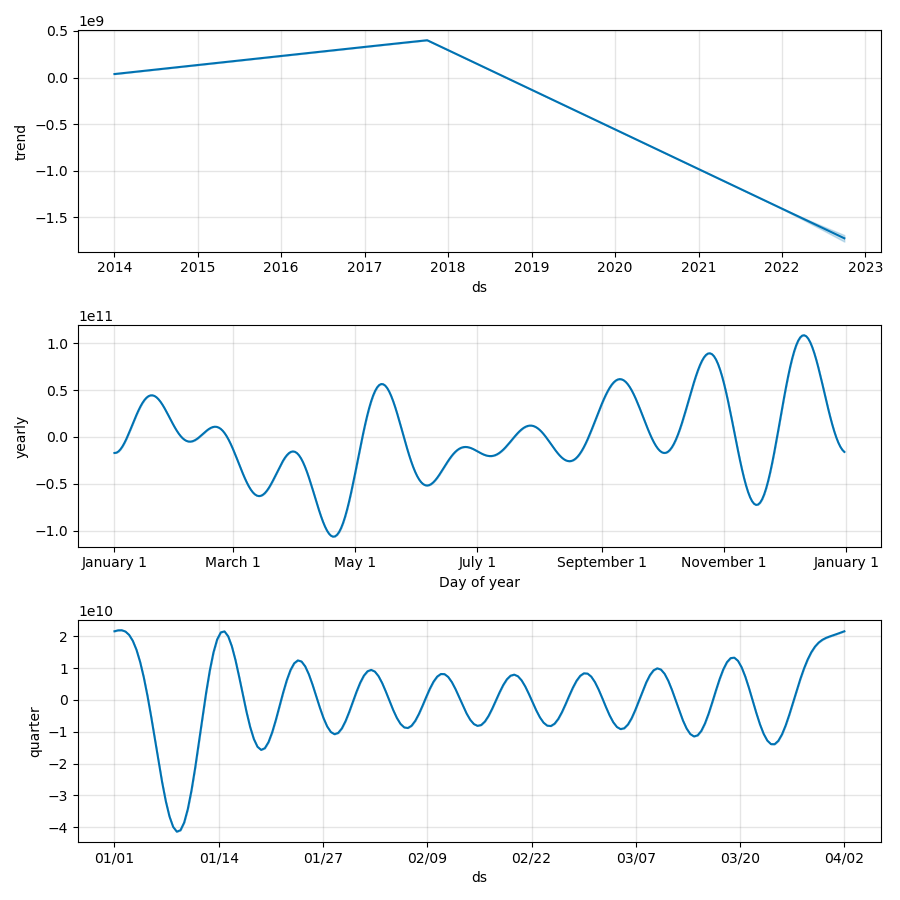 1e9
0.5
0.0
−0.5
−1.0
−1.5
trend
2014 2015 2016 2017 2018 2019 2020 2021 2022 2023
ds
1e11
1.0
0.5
0.0
−0.5
−1.0
yearly
January 1 March 1 May 1 July 1 September 1 November 1 January 1
Day of year
1e10
2
1
0
−1
−2
−3
−4
quarter
01/01 01/14 01/27 02/09 02/22 03/07 03/20 04/02
ds